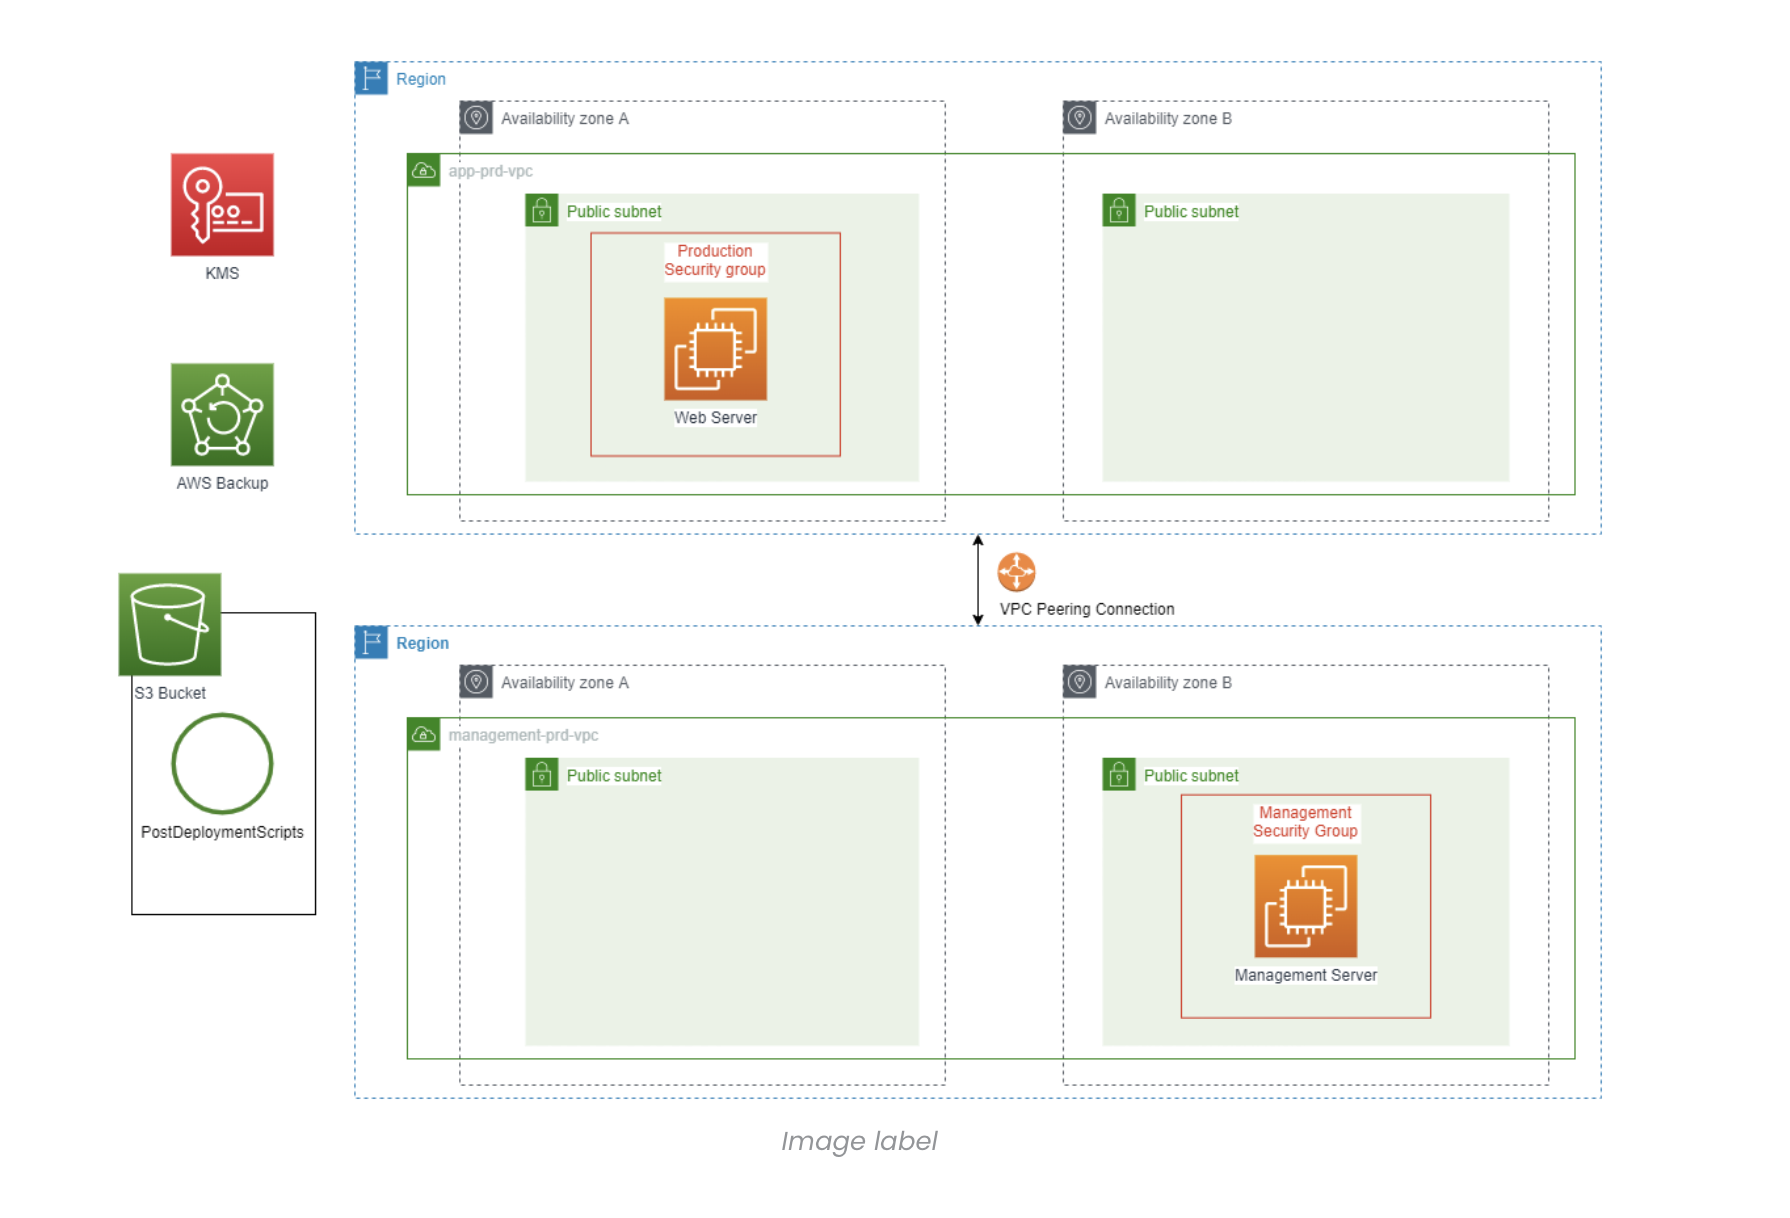 Region
Availability zone A
Availability zone B
app-prd-vpc
Public subnet
Public subnet
Production
Security group
Web Server
KMS
AWS Backup
VPC Peering Connection
S3 Bucket
PostDeploymentScripts
Region
Availability zone A
Availability zone B
management-prd-vpc
Public subnet
Public subnet
Management
Security Group
Management Server
Image label